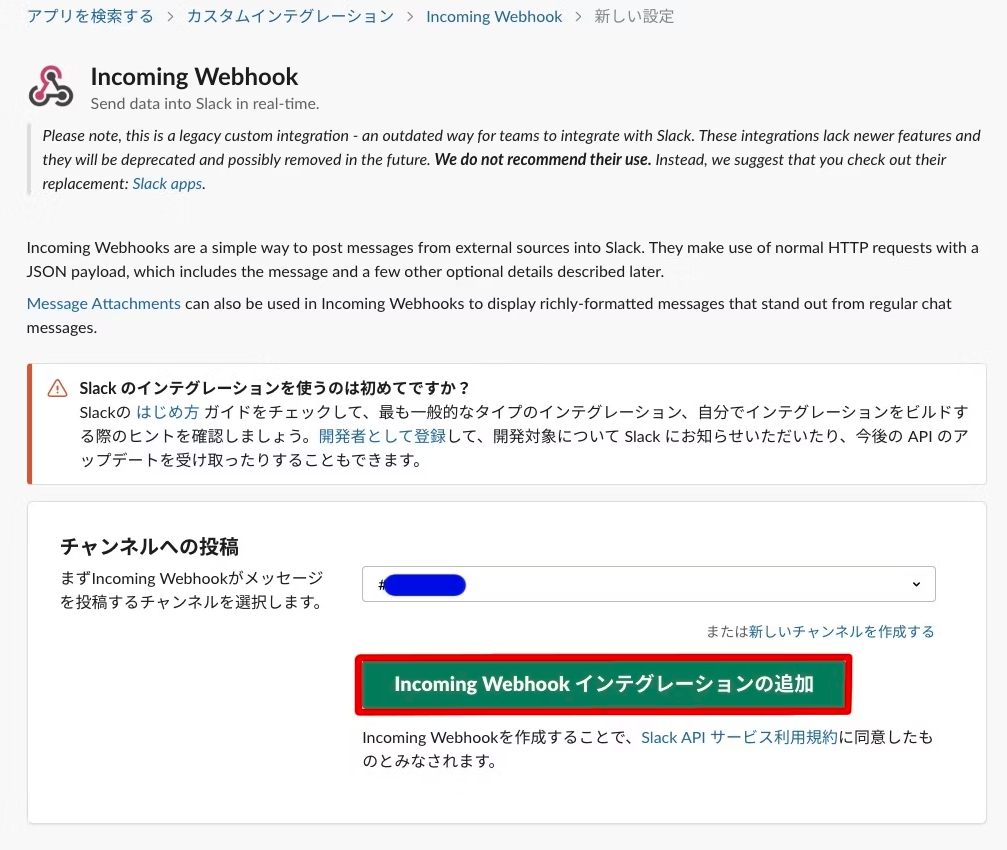 アプリを検索する > カスタムインテグレーション > Incoming Webhook > 新しい設定
Incoming Webhook
Send data into Slack in real-time.
Please note, this is a legacy custom integration - an outdated way for teams to integrate with Slack. These integrations lack newer features and
they will be deprecated and possibly removed in the future. We do not recommend their use. Instead, we suggest that you check out their
replacement: Slack apps.
Incoming Webhooks are a simple way to post messages from external sources into Slack. They make use of normal HTTP requests with a
JSON payload, which includes the message and a few other optional details described later.
Message Attachments can also be used in Incoming Webhooks to display richly-formatted messages that stand out from regular chat
messages.
Slack のインテグレーションを使うのは初めてですか？
Slackの はじめ方 ガイドをチェックして、最も一般的なタイプのインテグレーション、自分でインテグレーションをビルドす
る際のヒントを確認しましょう。開発者として登録して、開発対象について Slack にお知らせいただいたり、今後の API のア
ップデートを受け取ったりすることもできます。
チャンネルへの投稿
まずIncoming Webhookがメッセージ
を投稿するチャンネルを選択します。
#
または新しいチャンネルを作成する
Incoming Webhook インテグレーションの追加
Incoming Webhookを作成することで、Slack API サービス利用規約に同意したも
のとみなされます。